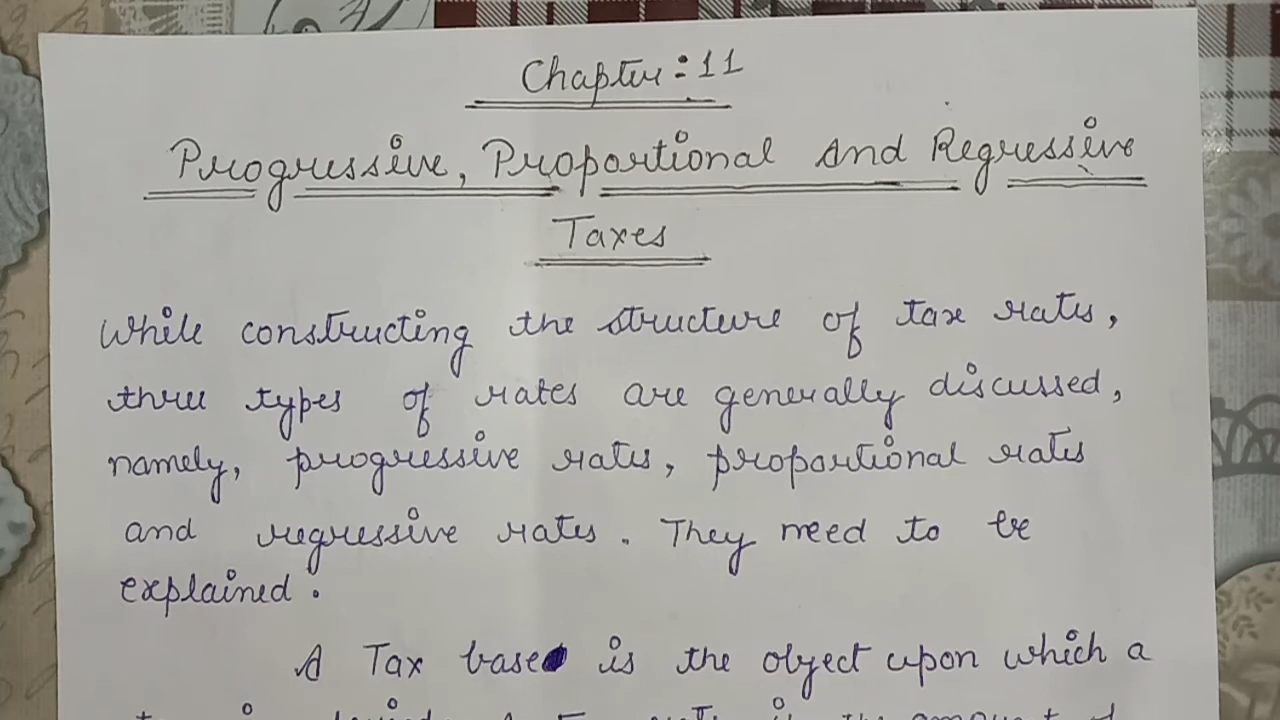 Chapter:11
Progressive, Proportional And Regressive
Taxes
While constructing the structure of tax rates,
three types of rates are generally discussed,
namely, progressive rates, proportional rates
and regressive rates. They need to be
explained.
A Tax base is the object upon which a